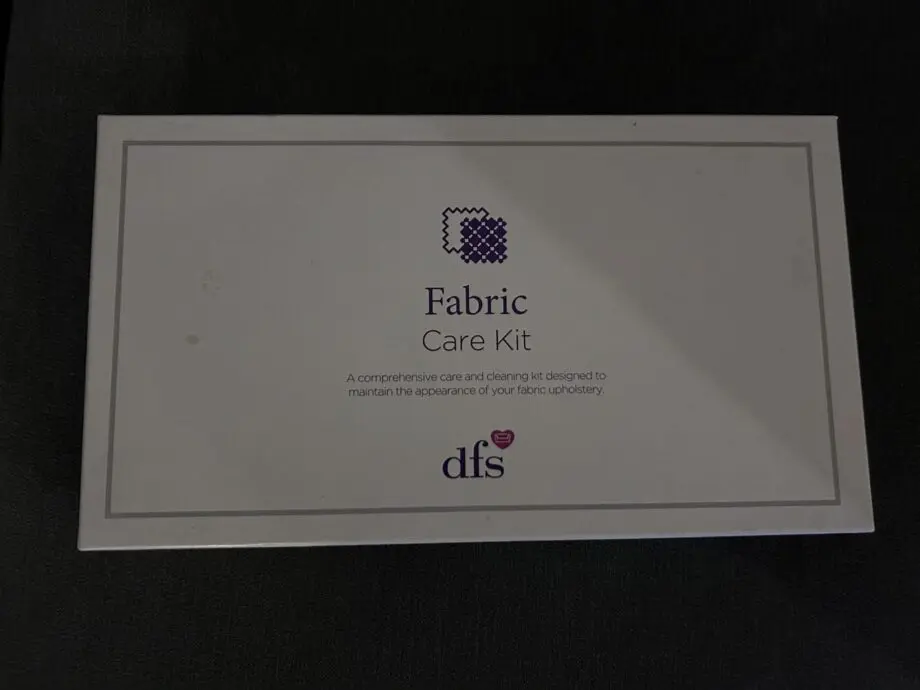 Fabric
Care Kit
A comprehensive care and cleaning kit designed to
maintain the appearance of your fabric upholstery.
dfs